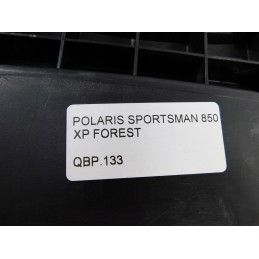 POLARIS SPORTSMAN 850
XP FOREST
QBP.133